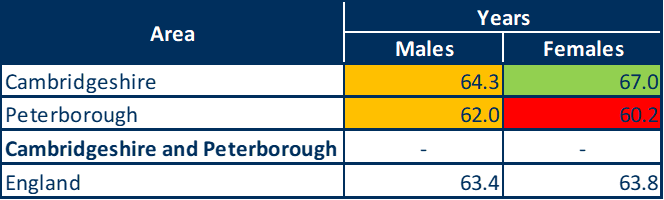 Area Years
Males Females
Cambridgeshire 64.3 67.0
Peterborough 62.0 60.2
Cambridgeshire and Peterborough - -
England 63.4 63.8